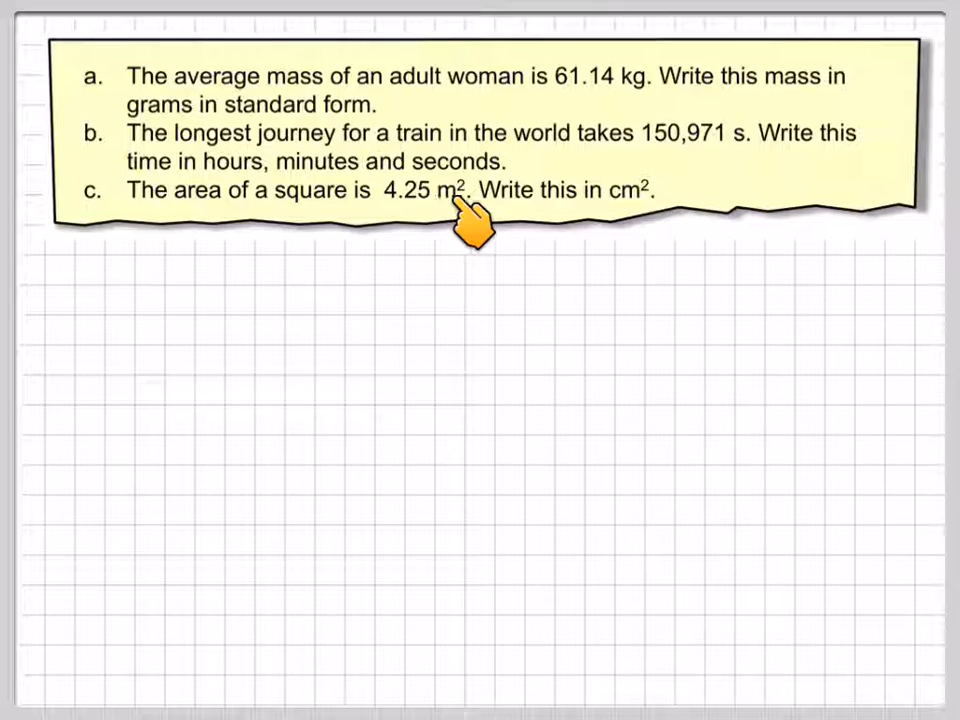 a. The average mass of an adult woman is 61.14 kg. Write this mass in
grams in standard form.
b. The longest journey for a train in the world takes 150,971 s. Write this
time in hours, minutes and seconds.
c. The area of a square is 4.25 m². Write this in cm².